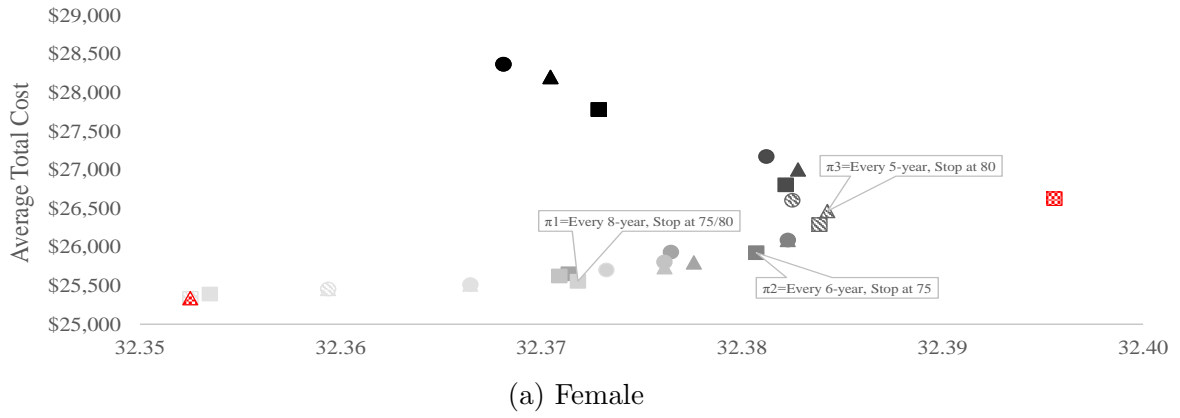 $29,000
$28,500
$28,000
$27,500
$27,000
$26,500
$26,000
$25,500
$25,000
Average Total Cost
π3=Every 5-year, Stop at 80
π1=Every 8-year, Stop at 75/80
π2=Every 6-year, Stop at 75
32.35 32.36 32.37 32.38 32.39 32.40
(a) Female